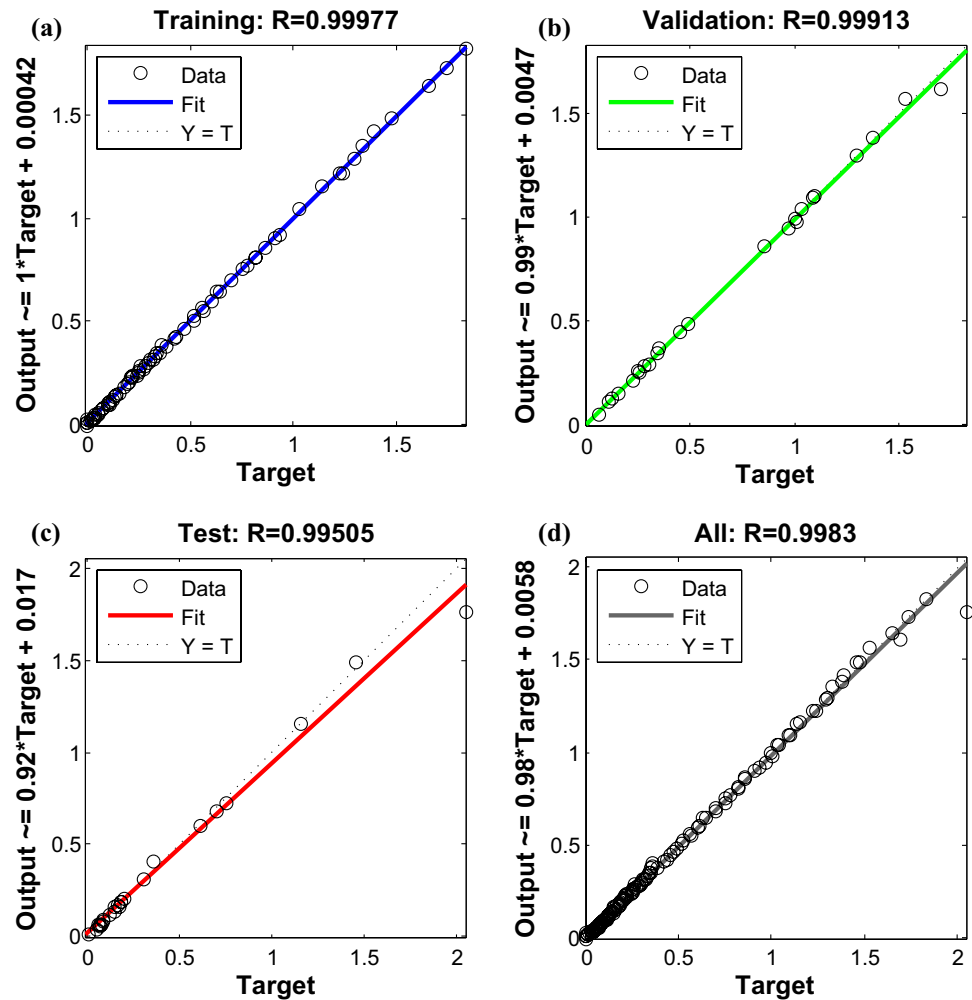 (a) Training: R=0.99977
Output ~= 1*Target + 0.00042
Data
Fit
Y = T
1.5
1
0.5
0
0 0.5 1 1.5
Target
(b) Validation: R=0.99913
Output ~= 0.99*Target + 0.0047
Data
Fit
Y = T
1.5
1
0.5
0
0 0.5 1 1.5
Target
(c) Test: R=0.99505
Output ~= 0.92*Target + 0.017
Data
Fit
Y = T
2
1.5
1
0.5
0
0 0.5 1 1.5 2
Target
(d) All: R=0.9983
Output ~= 0.98*Target + 0.0058
Data
Fit
Y = T
2
1.5
1
0.5
0
0 0.5 1 1.5 2
Target